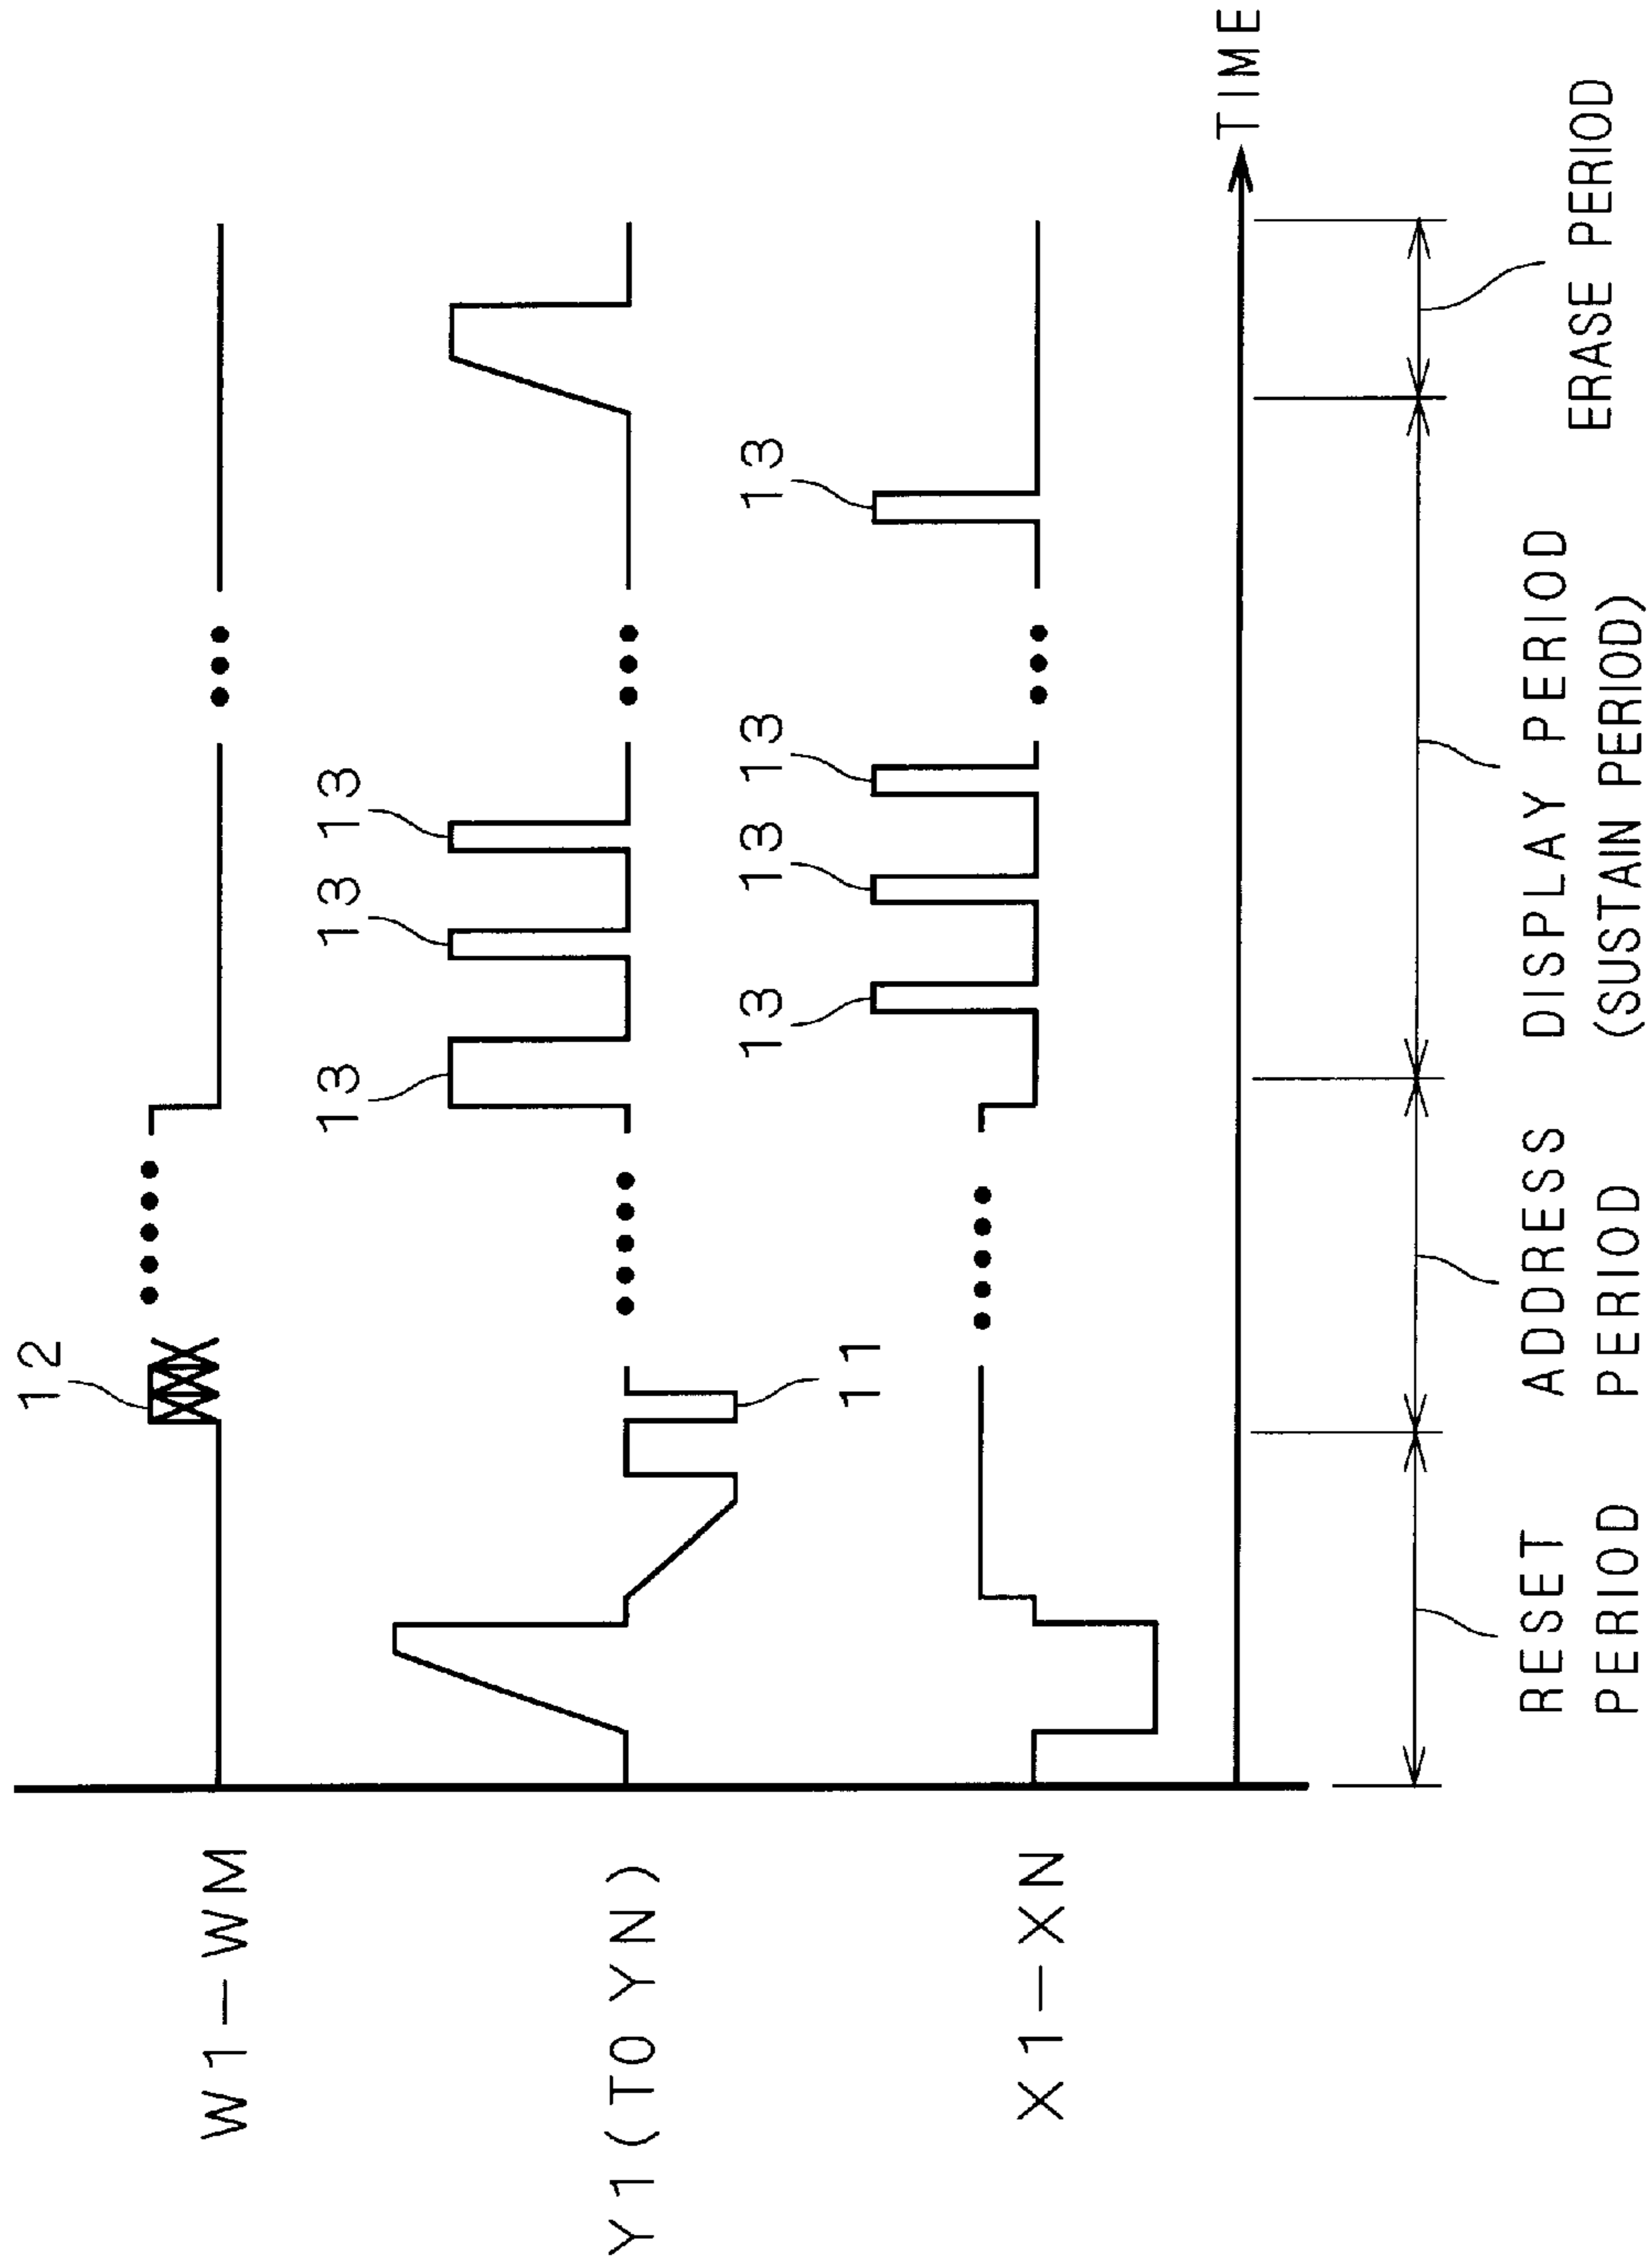 12
W1-WM
13 13 13
Y1(TO YN)
11
13 13 13 13
X1-XN
TIME
RESET PERIOD
ADDRESS PERIOD
DISPLAY PERIOD
(SUSTAIN PERIOD)
ERASE PERIOD